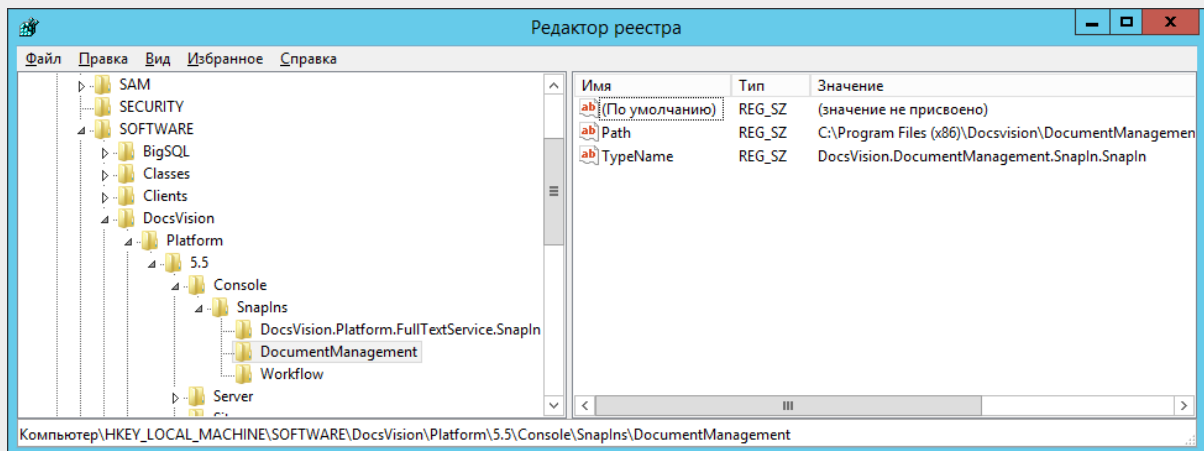 Редактор реестра
Файл Правка Вид Избранное Справка
SAM
SECURITY
SOFTWARE
BigSQL
Classes
Clients
DocsVision
Platform
5.5
Console
SnapIns
DocsVision.Platform.FullTextService.SnapIn
DocumentManagement
Workflow
Server
Имя Тип Значение
(По умолчанию) REG_SZ (значение не присвоено)
Path REG_SZ C:\Program Files (x86)\Docsvision\DocumentManagemen
TypeName REG_SZ DocsVision.DocumentManagement.SnapIn.SnapIn
Компьютер\HKEY_LOCAL_MACHINE\SOFTWARE\DocsVision\Platform\5.5\Console\SnapIns\DocumentManagement